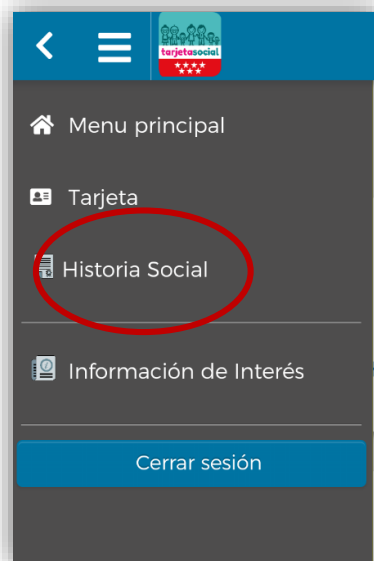 tarjetasocial
Menu principal
Tarjeta
Historia Social
Información de Interés
Cerrar sesión